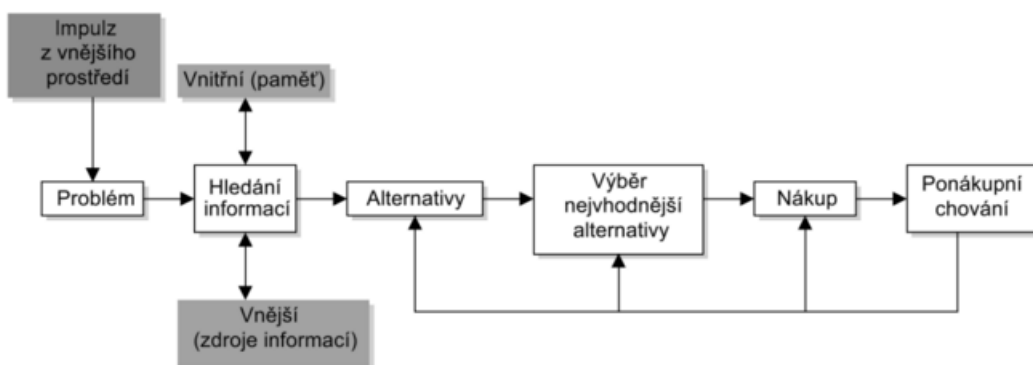 Impulz
z vnějšího
prostředí
Vnitřní (paměť)
Problém
Hledání
informací
Alternativy
Výběr
nejvhodnější
alternativy
Nákup
Ponákupní
chování
Vnější
(zdroje informací)